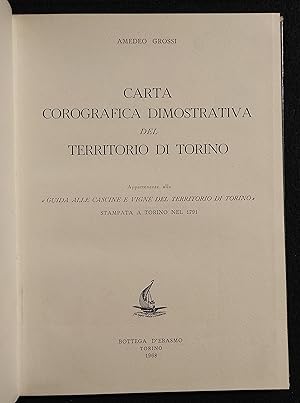 AMEDEO GROSSI
CARTA
COROGRAFICA DIMOSTRATIVA
DEL
TERRITORIO DI TORINO
Appartenente alla
« GUIDA ALLE CASCINE E VIGNE DEL TERRITORIO DI TORINO »
STAMPATA A TORINO NEL 1791
BOTTEGA D'ERASMO
TORINO
1968